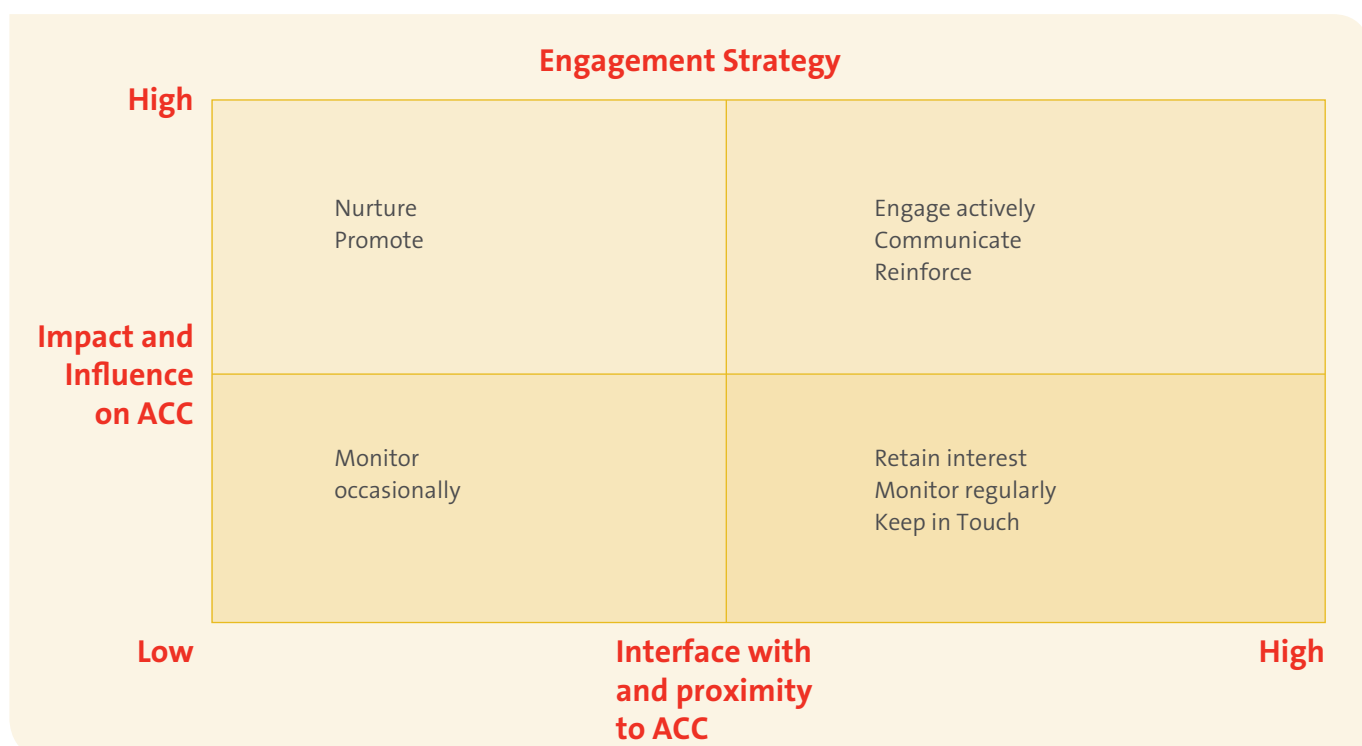 Engagement Strategy
High
Nurture
Promote
Engage actively
Communicate
Reinforce
Impact and
Influence
on ACC
Monitor
occasionally
Retain interest
Monitor regularly
Keep in Touch
Low
Interface with
and proximity
to ACC
High